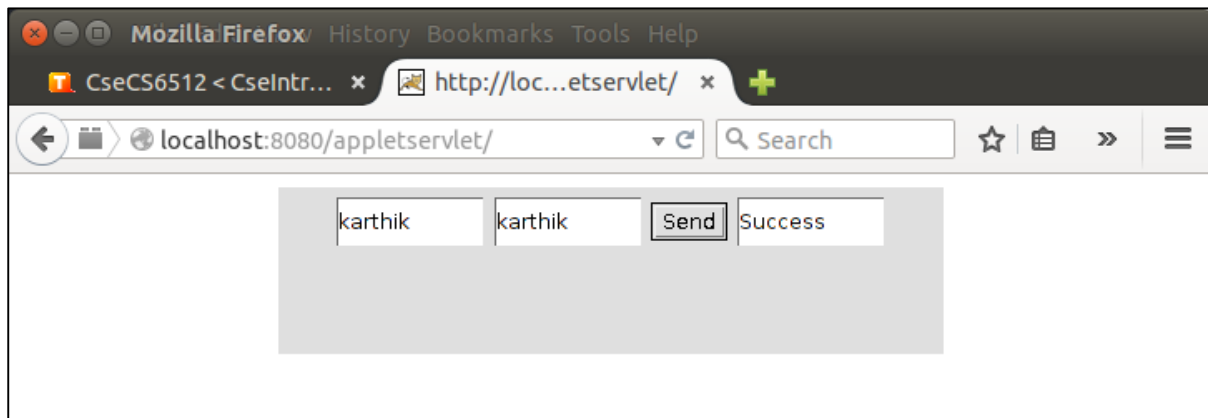 Mozilla Firefox History Bookmarks Tools Help
CseCS6512 < CseIntr...
http://loc...etservlet/
localhost:8080/appletservlet/
Search
karthik karthik Send Success